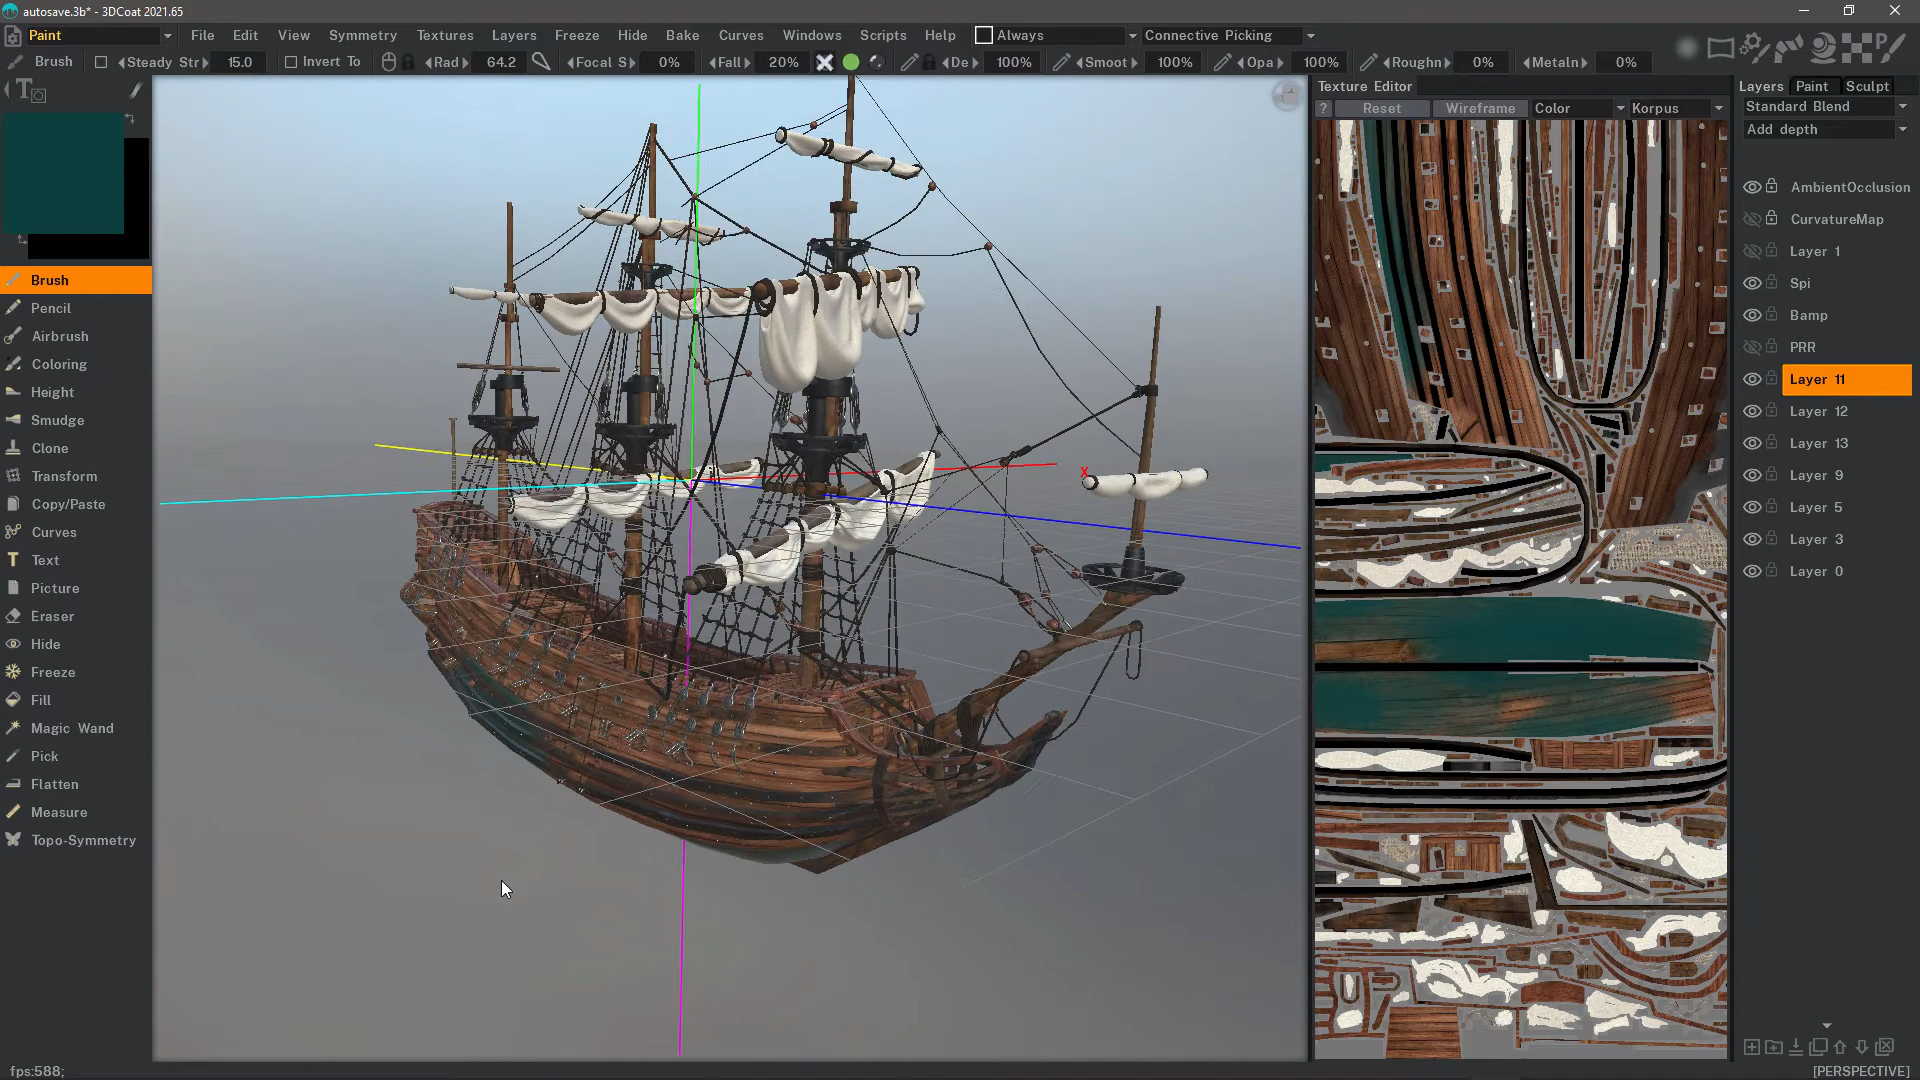 autosave.3b* - 3DCoat 2021.65
Paint File Edit View Symmetry Textures Layers Freeze Hide Bake Curves Windows Scripts Help Always Connective Picking
Brush Steady Str 15.0 Invert To Rad 64.2 Focal S 0% Fall 20% De 100% Smoot 100% Opa 100% Roughn 0% Metaln 0%
T
Brush
Pencil
Airbrush
Coloring
Height
Smudge
Clone
Transform
Copy/Paste
Curves
Text
Picture
Eraser
Hide
Freeze
Fill
Magic Wand
Pick
Flatten
Measure
Topo-Symmetry
fps:588;
X
Texture Editor
? Reset Wireframe Color Korpus
Layers Paint Sculpt
Standard Blend
Add depth
AmbientOcclusion
CurvatureMap
Layer 1
Spi
Bamp
PRR
Layer 11
Layer 12
Layer 13
Layer 9
Layer 5
Layer 3
Layer 0
[PERSPECTIVE]